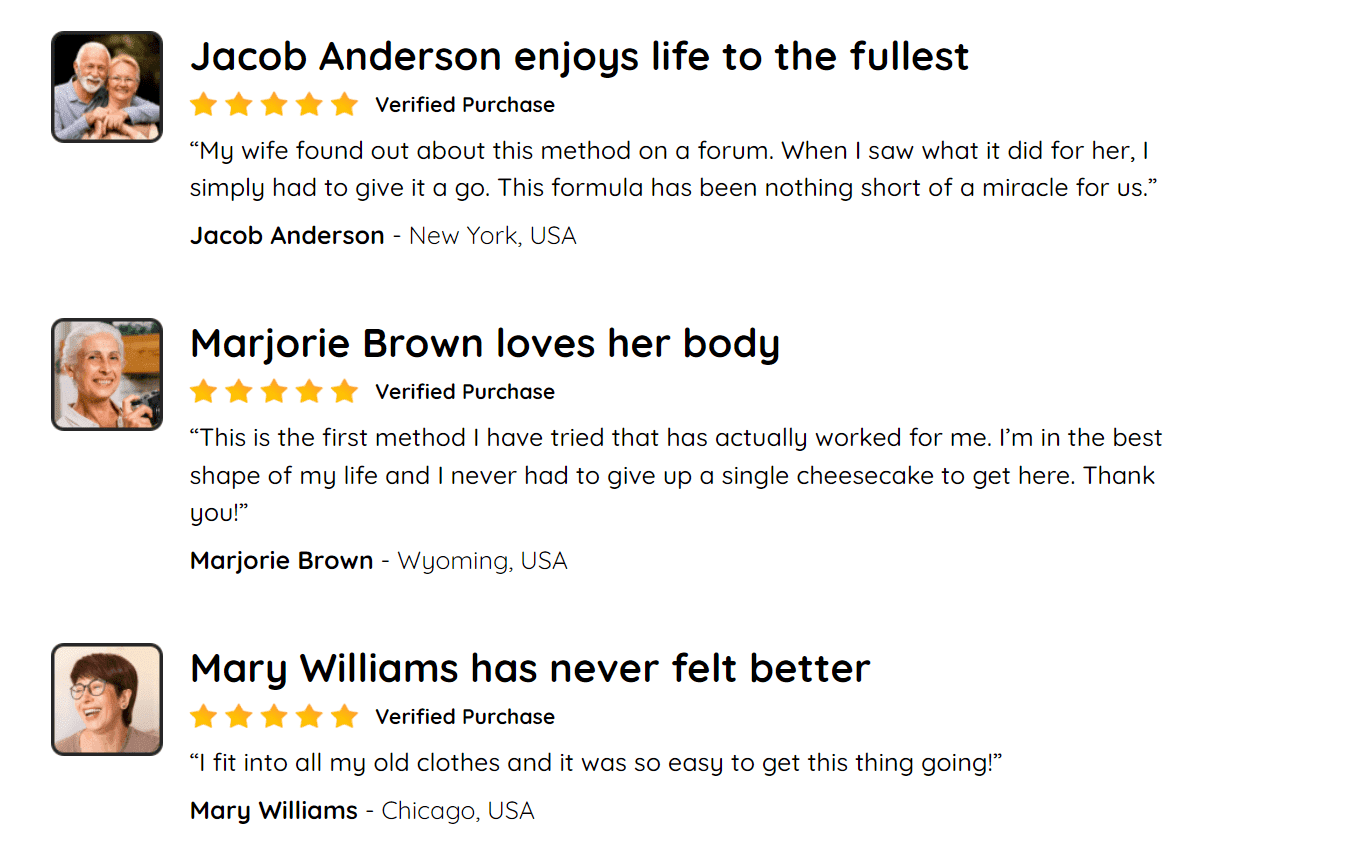 Jacob Anderson enjoys life to the fullest
Verified Purchase
“My wife found out about this method on a forum. When I saw what it did for her, I
simply had to give it a go. This formula has been nothing short of a miracle for us.”
Jacob Anderson - New York, USA
Marjorie Brown loves her body
Verified Purchase
“This is the first method I have tried that has actually worked for me. I’m in the best
shape of my life and I never had to give up a single cheesecake to get here. Thank
you!”
Marjorie Brown - Wyoming, USA
Mary Williams has never felt better
Verified Purchase
“I fit into all my old clothes and it was so easy to get this thing going!”
Mary Williams - Chicago, USA